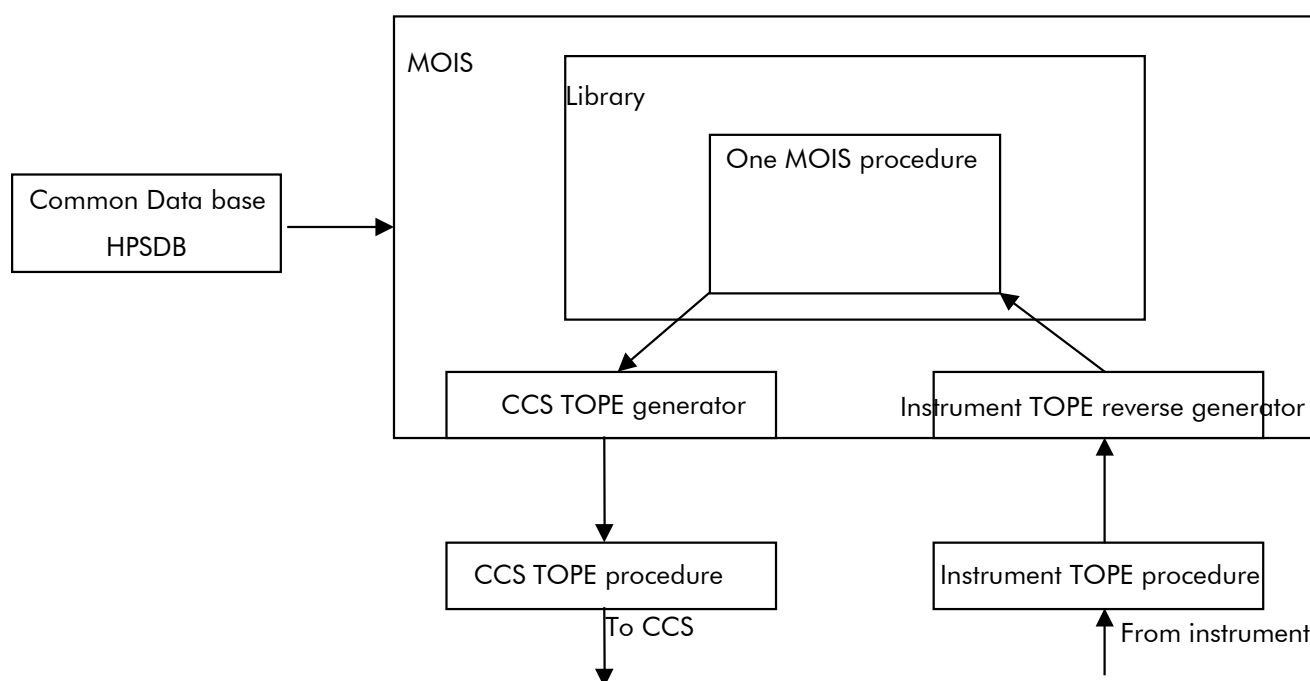 MOIS
Library
One MOIS procedure
Common Data base
HPSDB
CCS TOPE generator
Instrument TOPE reverse generator
CCS TOPE procedure
Instrument TOPE procedure
To CCS
From instrument